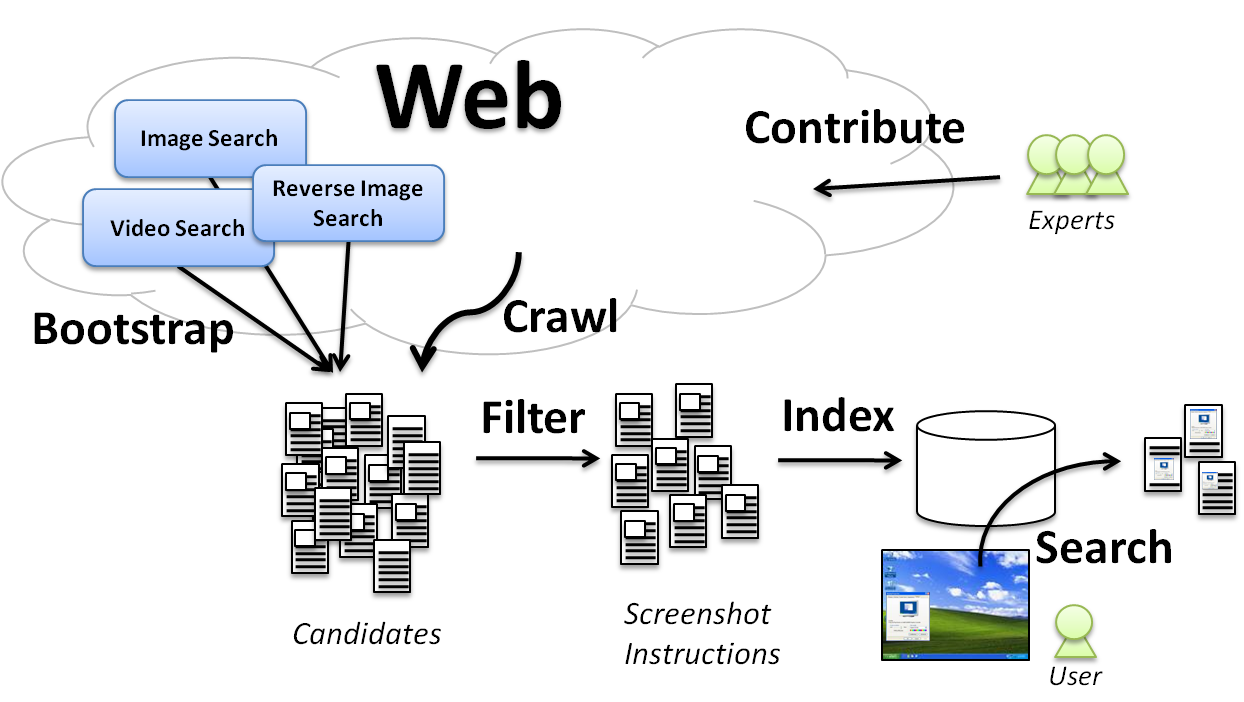 Web
Image Search
Contribute
Reverse Image
Search
Video Search
Experts
Bootstrap
Crawl
Filter
Index
Search
Candidates
Screenshot
Instructions
User